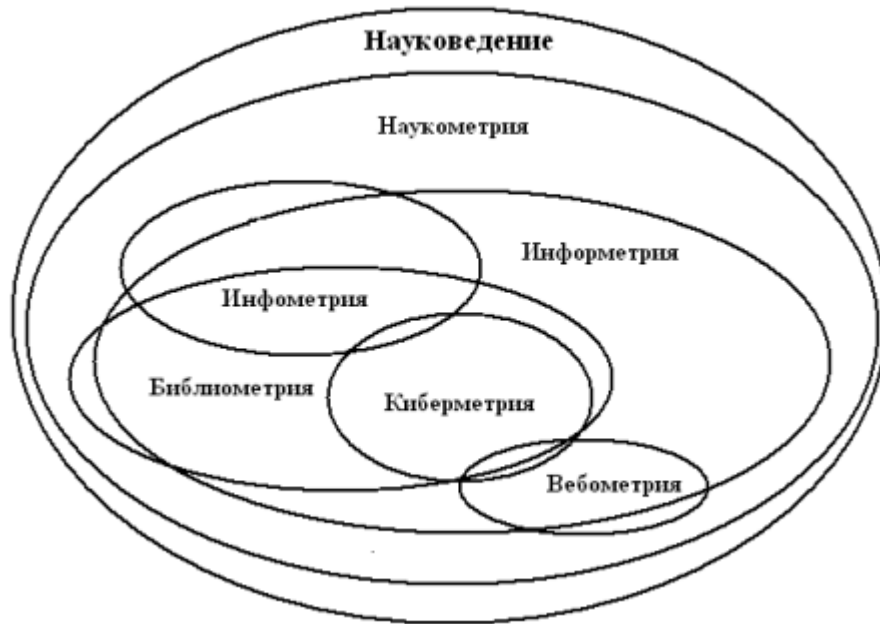 Науковедение
Наукометрия
Информетрия
Инфометрия
Библиометрия
Киберметрия
Вебометрия